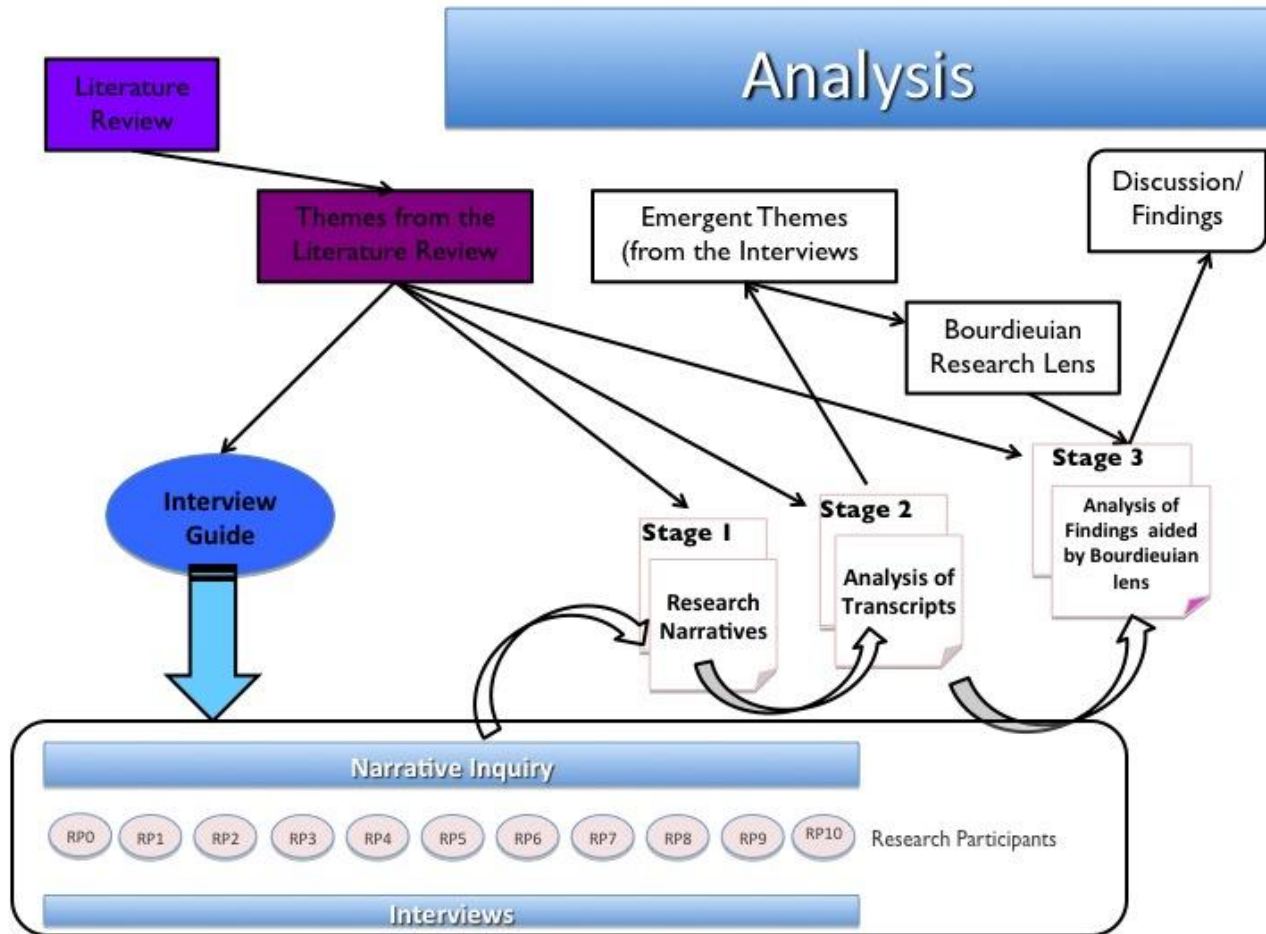 Analysis
Literature
Review
Themes from the
Literature Review
Emergent Themes
(from the Interviews
Discussion/
Findings
Bourdieuian
Research Lens
Interview
Guide
Stage 1
Research
Narratives
Stage 2
Analysis of
Transcripts
Stage 3
Analysis of
Findings aided
by Bourdieuian
lens
Narrative Inquiry
RP0
RP1
RP2
RP3
RP4
RP5
RP6
RP7
RP8
RP9
RP10
Research Participants
Interviews